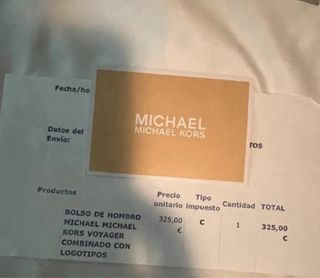 Fecha/ho
MICHAEL
MICHAEL KORS
Datos del
Envío:
ros
Productos Precio unitario Tipo impuesto Cantidad TOTAL
BOLSO DE HOMBRO 325,00 € C 1 325,00 €
MICHAEL MICHAEL
KORS VOYAGER
COMBINADO CON
LOGOTIPOS